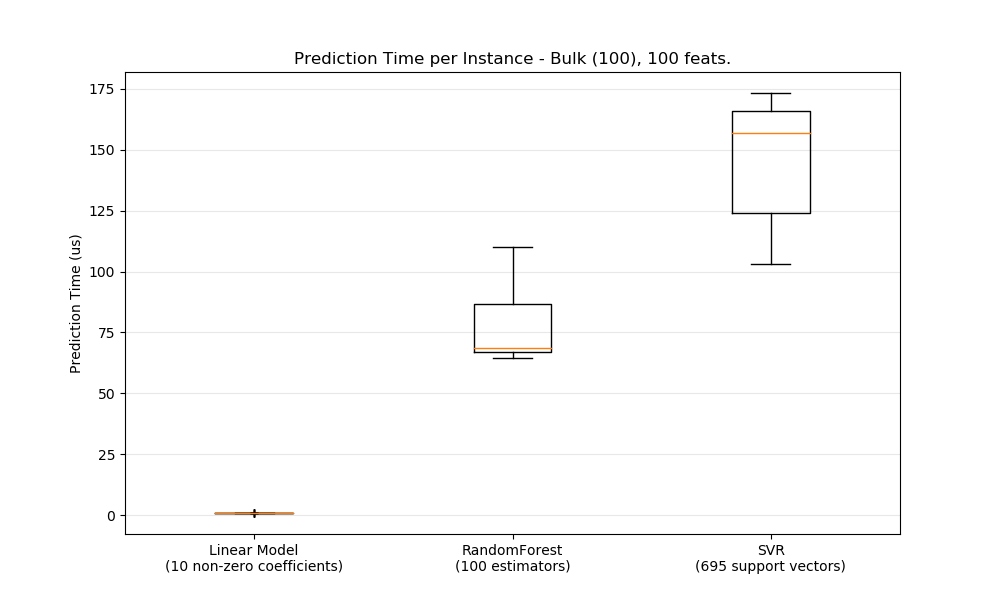 Prediction Time per Instance - Bulk (100), 100 feats.
Prediction Time (us)
175
150
125
100
75
50
25
0
Linear Model
(10 non-zero coefficients)
RandomForest
(100 estimators)
SVR
(695 support vectors)